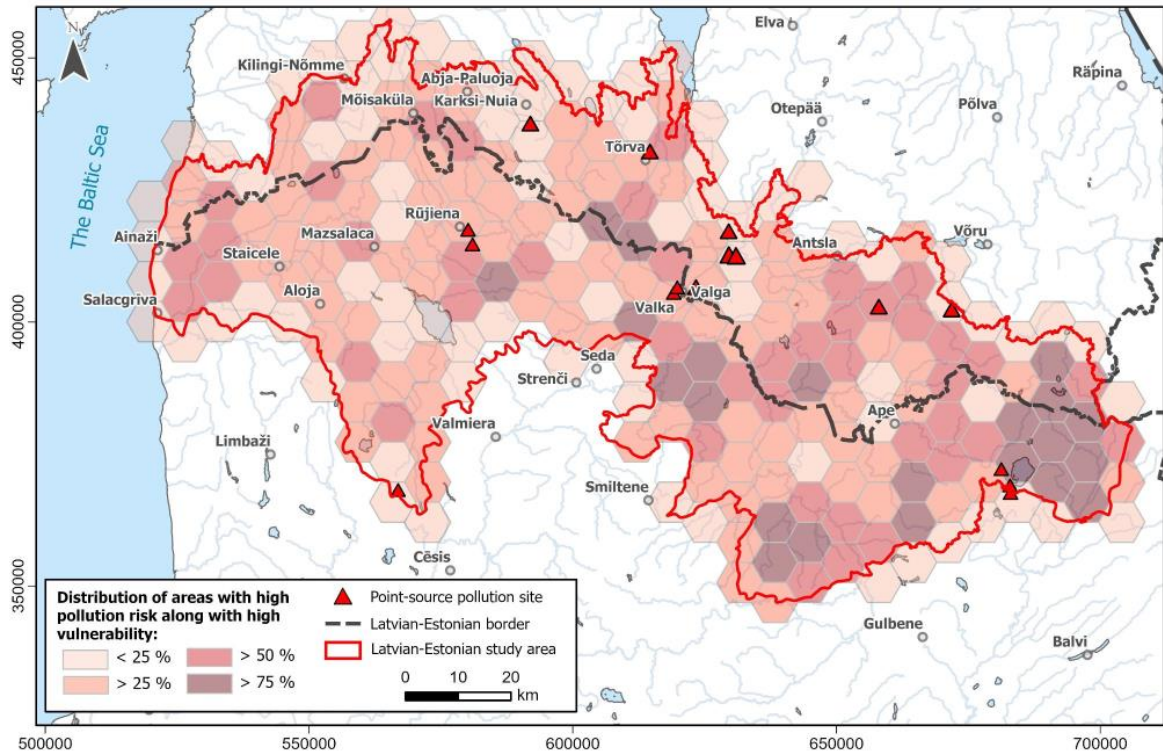 N
Elva
Kilingi-Nõmme
Abja-Paluoja
Räpina
Mõisaküla
Karksi-Nuia
Otepää
Põlva
Tõrva
The Baltic Sea
Rūjiena
Ainaži
Mazsalaca
Antsla
Võru
Staicele
Salacgrīva
Aloja
Valka
Valga
Seda
Strenči
Ape
Valmiera
Limbaži
Smiltene
Cēsis
Gulbene
Balvi
450000
400000
350000
Distribution of areas with high
pollution risk along with high
vulnerability:
< 25 %
> 50 %
> 25 %
> 75 %
Point-source pollution site
Latvian-Estonian border
Latvian-Estonian study area
0 10 20
km
500000
550000
600000
650000
700000